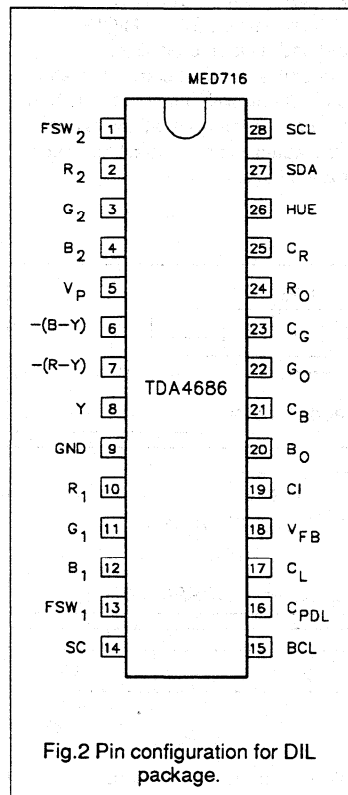 MED716
FSW2 1 28 SCL
R2 2 27 SDA
G2 3 26 HUE
B2 4 25 CR
VP 5 24 RO
-(B-Y) 6 23 CG
-(R-Y) 7 22 GO
TDA4686
Y 8 21 CB
GND 9 20 BO
R1 10 19 CI
G1 11 18 VFB
B1 12 17 CL
FSW1 13 16 CPDL
SC 14 15 BCL
Fig.2 Pin configuration for DIL
package.